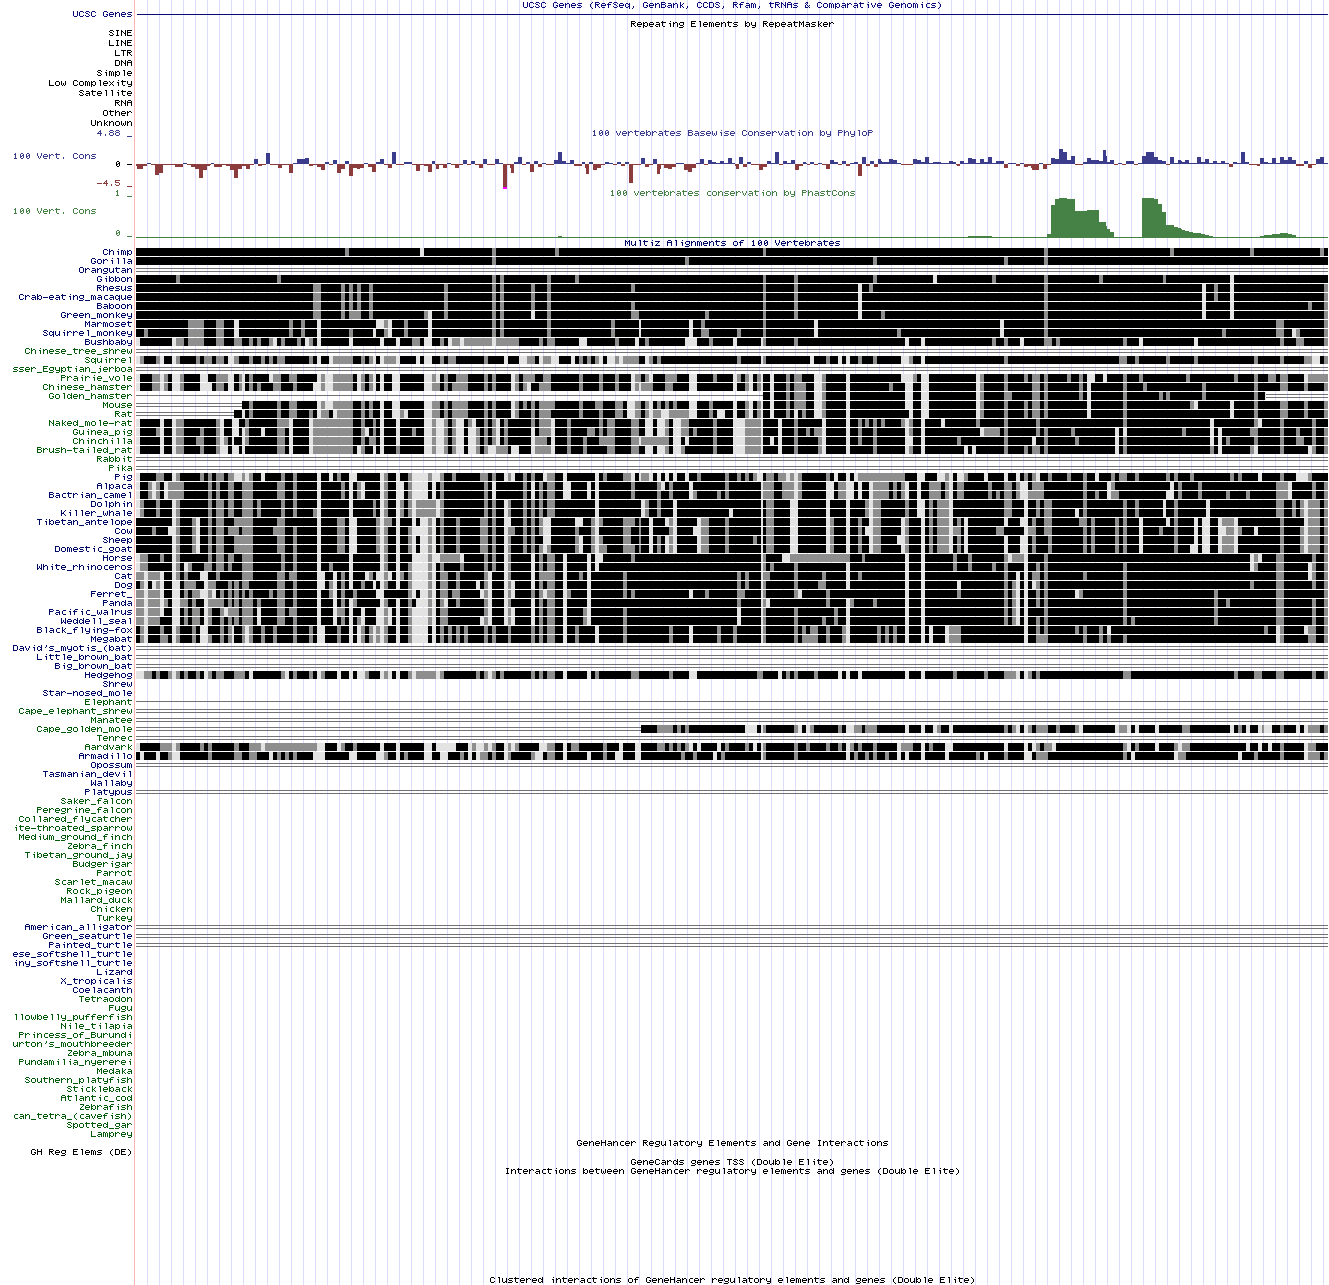 UCSC Genes (RefSeq, GenBank, CCDS, Rfam, tRNAs & Comparative Genomics)
UCSC Genes
Repeating Elements by RepeatMasker
SINE
LINE
LTR
DNA
Simple
Low Complexity
Satellite
RNA
Other
Unknown
4.88 _
100 vertebrates Basewise Conservation by PhyloP
100 Vert. Cons
0 -
-4.5 _
100 vertebrates conservation by PhastCons
1 _
100 Vert. Cons
0 _
Multiz Alignments of 100 Vertebrates
Chimp
Gorilla
Orangutan
Gibbon
Rhesus
Crab-eating_macaque
Baboon
Green_monkey
Marmoset
Squirrel_monkey
Bushbaby
Chinese_tree_shrew
Squirrel
sser_Egyptian_jerboa
Prairie_vole
Chinese_hamster
Golden_hamster
Mouse
Rat
Naked_mole-rat
Guinea_pig
Chinchilla
Brush-tailed_rat
Rabbit
Pika
Pig
Alpaca
Bactrian_camel
Dolphin
Killer_whale
Tibetan_antelope
Cow
Sheep
Domestic_goat
Horse
White_rhinoceros
Cat
Dog
Ferret_
Panda
Pacific_walrus
Weddell_seal
Black_flying-fox
Megabat
David's_myotis_(bat)
Little_brown_bat
Big_brown_bat
Hedgehog
Shrew
Star-nosed_mole
Elephant
Cape_elephant_shrew
Manatee
Cape_golden_mole
Tenrec
Aardvark
Armadillo
Opossum
Tasmanian_devil
Wallaby
Platypus
Saker_falcon
Peregrine_falcon
Collared_flycatcher
ite-throated_sparrow
Medium_ground_finch
Zebra_finch
Tibetan_ground_jay
Budgerigar
Parrot
Scarlet_macaw
Rock_pigeon
Mallard_duck
Chicken
Turkey
American_alligator
Green_seaturtle
Painted_turtle
ese_softshell_turtle
iny_softshell_turtle
Lizard
X_tropicalis
Coelacanth
Tetraodon
Fugu
llowbelly_pufferfish
Nile_tilapia
Princess_of_Burundi
urton's_mouthbreeder
Zebra_mbuna
Pundamilia_nyererei
Medaka
Southern_platyfish
Stickleback
Atlantic_cod
Zebrafish
can_tetra_(cavefish)
Spotted_gar
Lamprey
GeneHancer Regulatory Elements and Gene Interactions
GH Reg Elems (DE)
GeneCards genes TSS (Double Elite)
Interactions between GeneHancer regulatory elements and genes (Double Elite)
Clustered interactions of GeneHancer regulatory elements and genes (Double Elite)